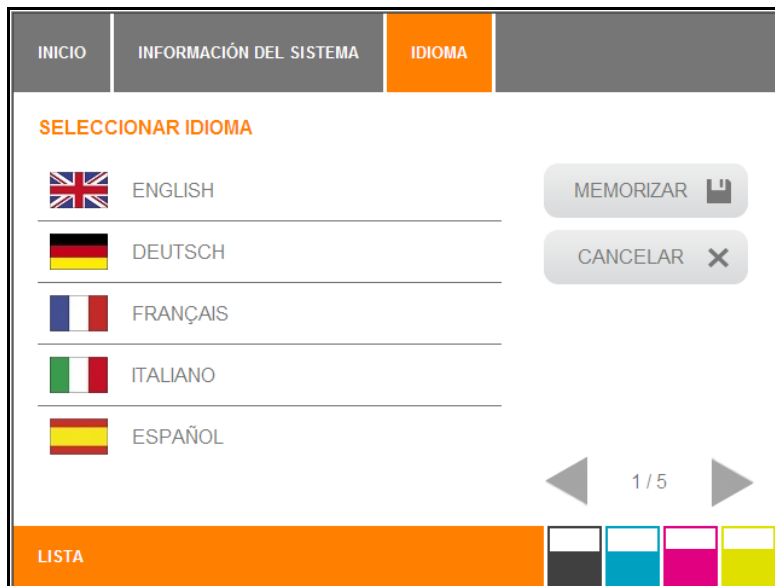 INICIO
INFORMACIÓN DEL SISTEMA
IDIOMA
SELECCIONAR IDIOMA
ENGLISH
DEUTSCH
FRANÇAIS
ITALIANO
ESPAÑOL
MEMORIZAR
CANCELAR
1 / 5
LISTA